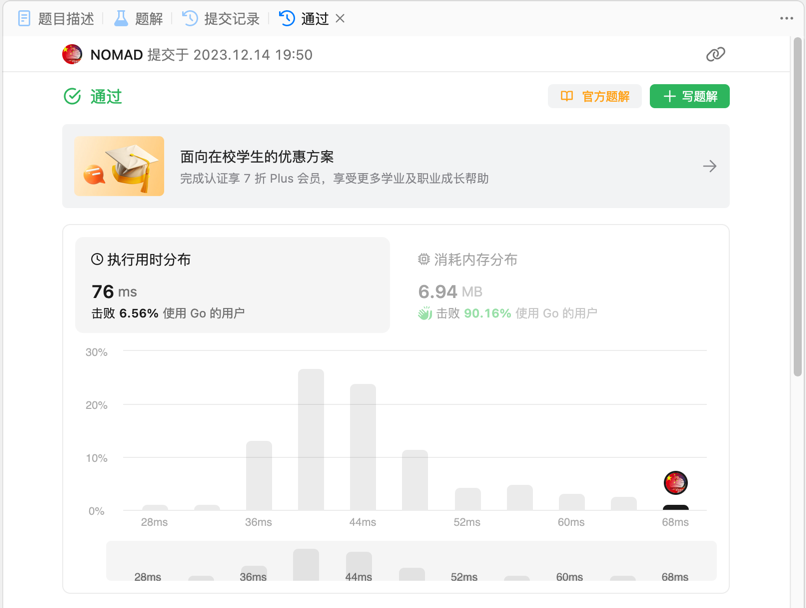 题目描述 题解 提交记录 通过 ×
NOMAD 提交于 2023.12.14 19:50
通过 官方题解 写题解
面向在校学生的优惠方案
完成认证享 7 折 Plus 会员，享受更多学业及职业成长帮助
执行用时分布 消耗内存分布
76 ms 6.94 MB
击败 6.56% 使用 Go 的用户 击败 90.16% 使用 Go 的用户
30%
20%
10%
0%
28ms 36ms 44ms 52ms 60ms 68ms
28ms 36ms 44ms 52ms 60ms 68ms